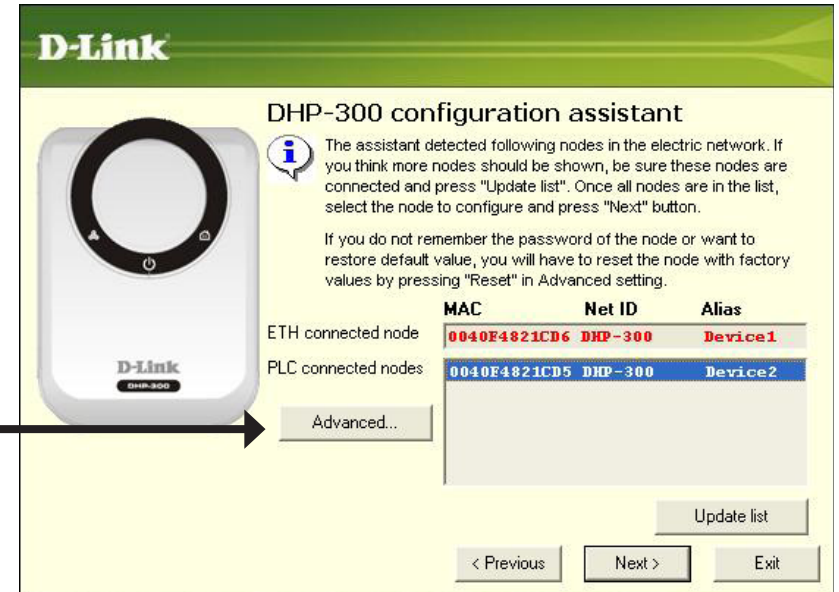 D-Link
DHP-300 configuration assistant
The assistant detected following nodes in the electric network. If
you think more nodes should be shown, be sure these nodes are
connected and press "Update list". Once all nodes are in the list,
select the node to configure and press "Next" button.
If you do not remember the password of the node or want to
restore default value, you will have to reset the node with factory
values by pressing "Reset" in Advanced setting.
MAC Net ID Alias
ETH connected node 0040F4821CD6 DHP-300 Device1
PLC connected nodes 0040F4821CD5 DHP-300 Device2
D-Link
DHP-300
Advanced...
Update list
< Previous Next > Exit